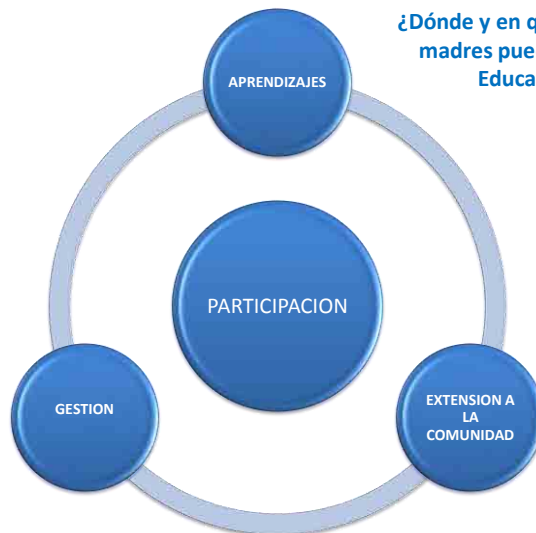 ¿Dónde y en q
madres pue
Educa
APRENDIZAJES
PARTICIPACION
GESTION
EXTENSION A
LA
COMUNIDAD